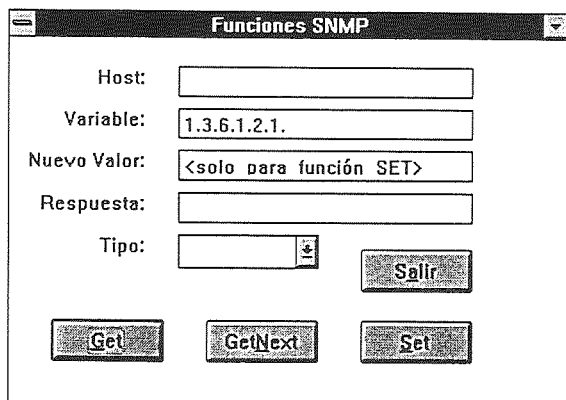 Funciones SNMP
Host:
Variable: 1.3.6.1.2.1.
Nuevo Valor: <solo para función SET>
Respuesta:
Tipo:
Salir
Get GetNext Set